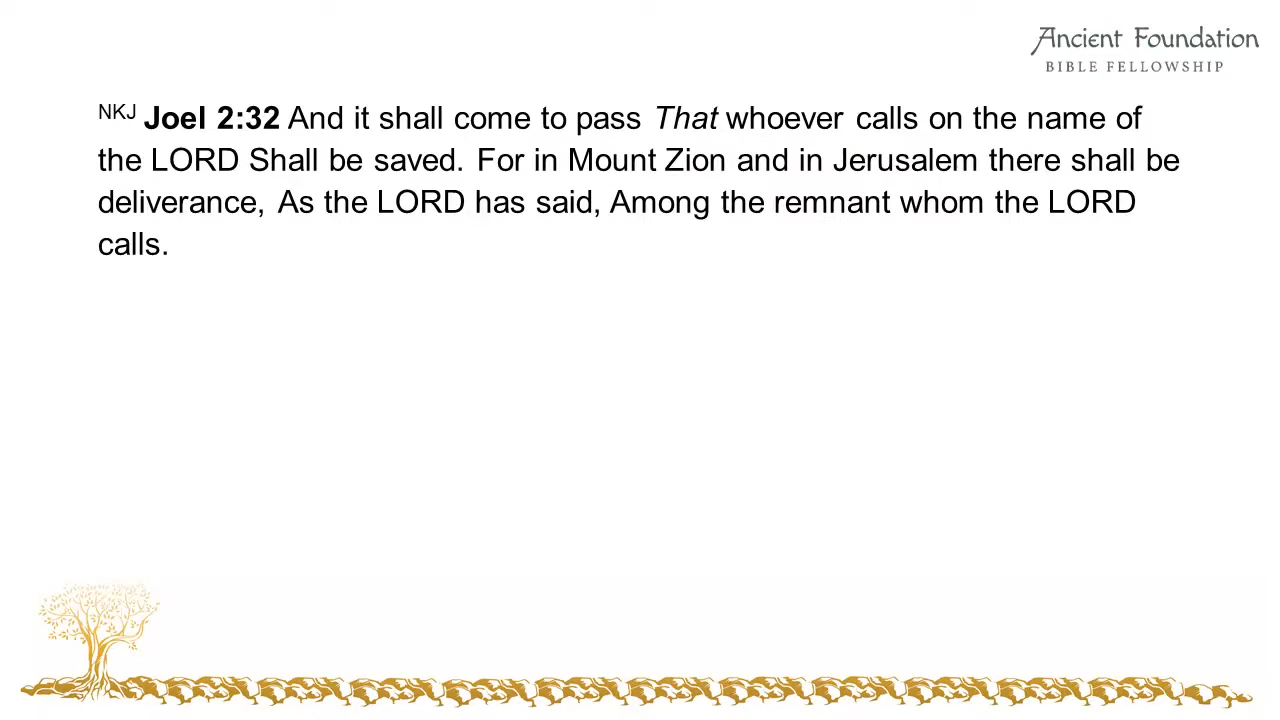 Ancient Foundation
BIBLE FELLOWSHIP
NKJ Joel 2:32 And it shall come to pass That whoever calls on the name of
the LORD Shall be saved. For in Mount Zion and in Jerusalem there shall be
deliverance, As the LORD has said, Among the remnant whom the LORD
calls.